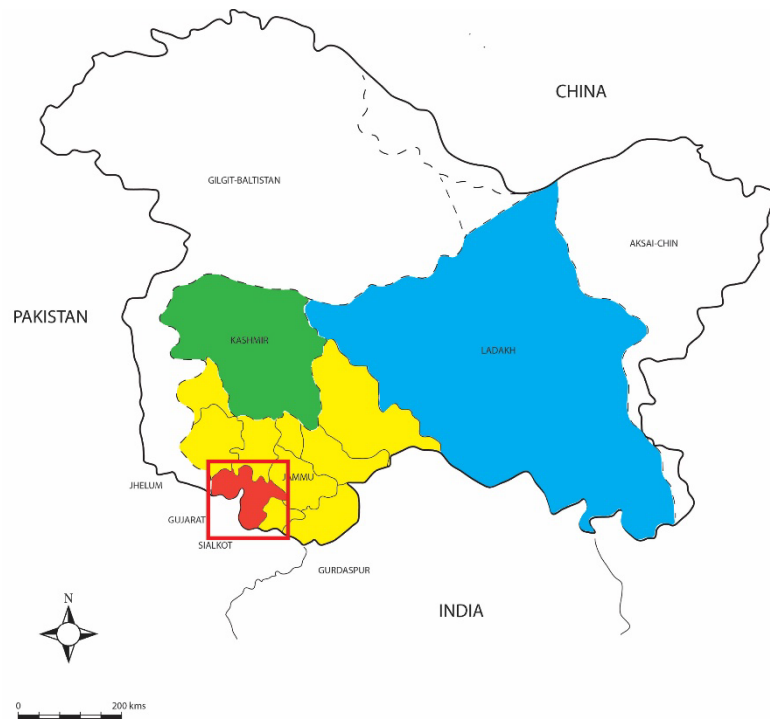 CHINA
GILGIT-BALTISTAN
AKSAI-CHIN
PAKISTAN
KASHMIR
LADAKH
JAMMU
JHELUM
GUJARAT
SIALKOT
GURDASPUR
INDIA
N
0 200 kms